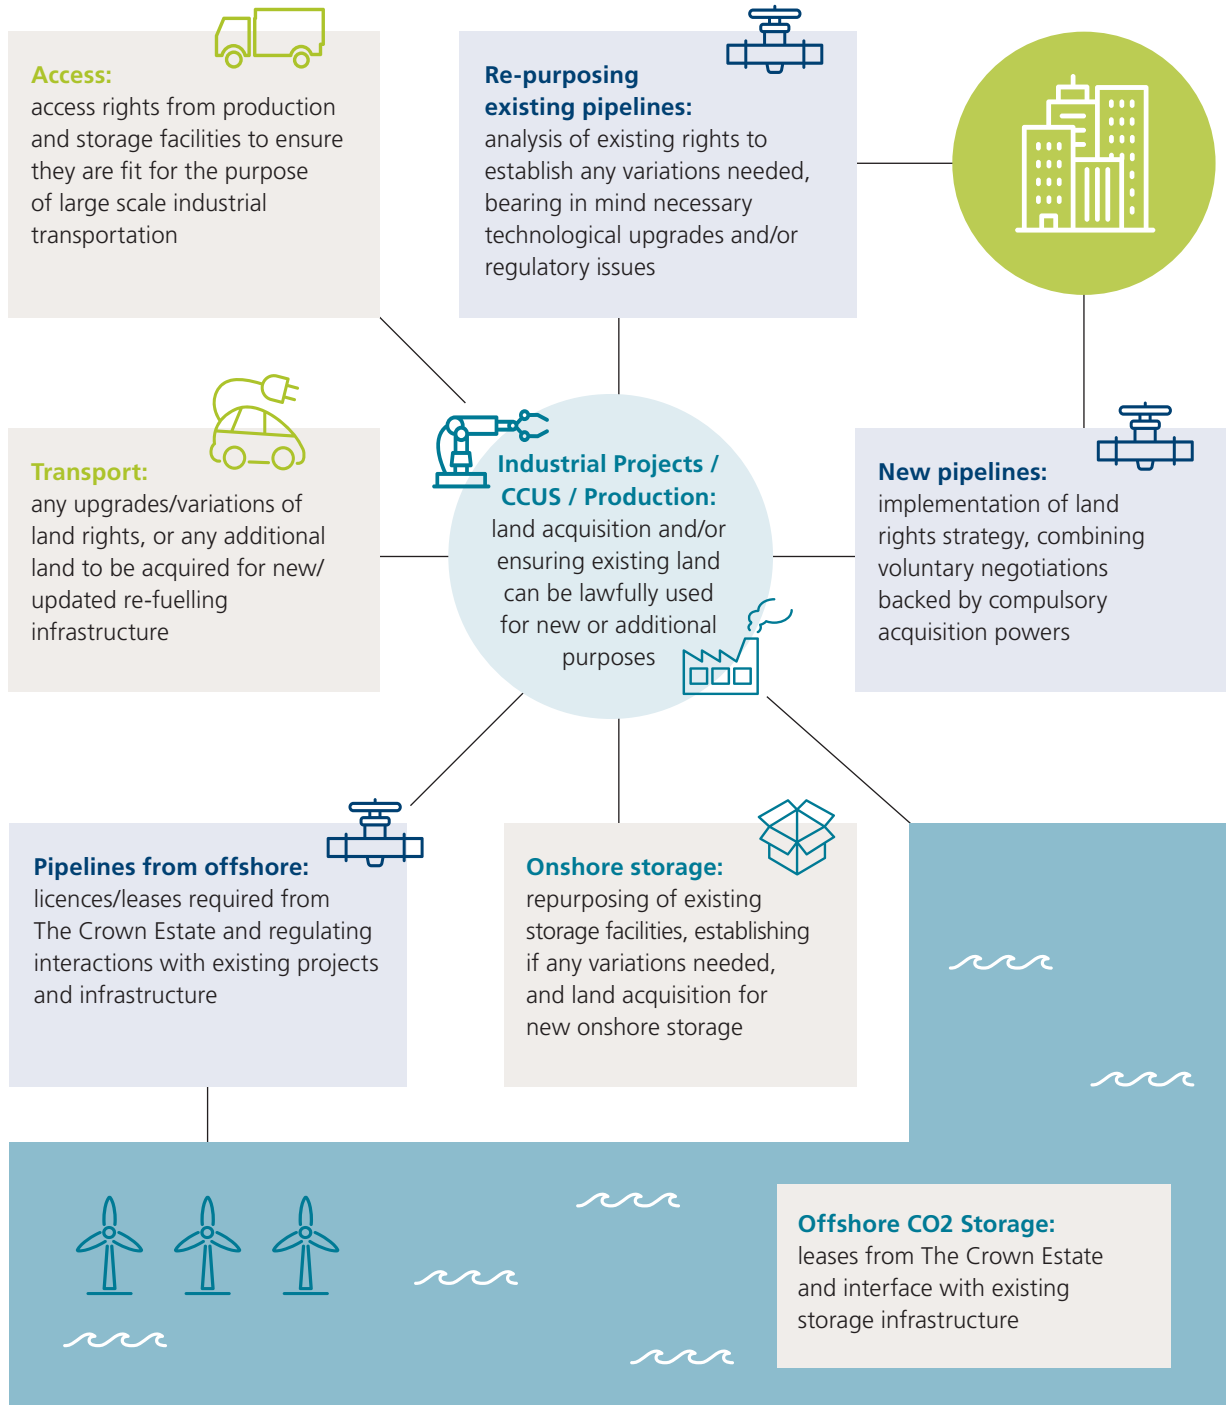 Access:
access rights from production
and storage facilities to ensure
they are fit for the purpose
of large scale industrial
transportation
Re-purposing
existing pipelines:
analysis of existing rights to
establish any variations needed,
bearing in mind necessary
technological upgrades and/or
regulatory issues
Transport:
any upgrades/variations of
land rights, or any additional
land to be acquired for new/
updated re-fuelling
infrastructure
Industrial Projects /
CCUS / Production:
land acquisition and/or
ensuring existing land
can be lawfully used
for new or additional
purposes
New pipelines:
implementation of land
rights strategy, combining
voluntary negotiations
backed by compulsory
acquisition powers
Pipelines from offshore:
licences/leases required from
The Crown Estate and regulating
interactions with existing projects
and infrastructure
Onshore storage:
repurposing of existing
storage facilities, establishing
if any variations needed,
and land acquisition for
new onshore storage
Offshore CO2 Storage:
leases from The Crown Estate
and interface with existing
storage infrastructure